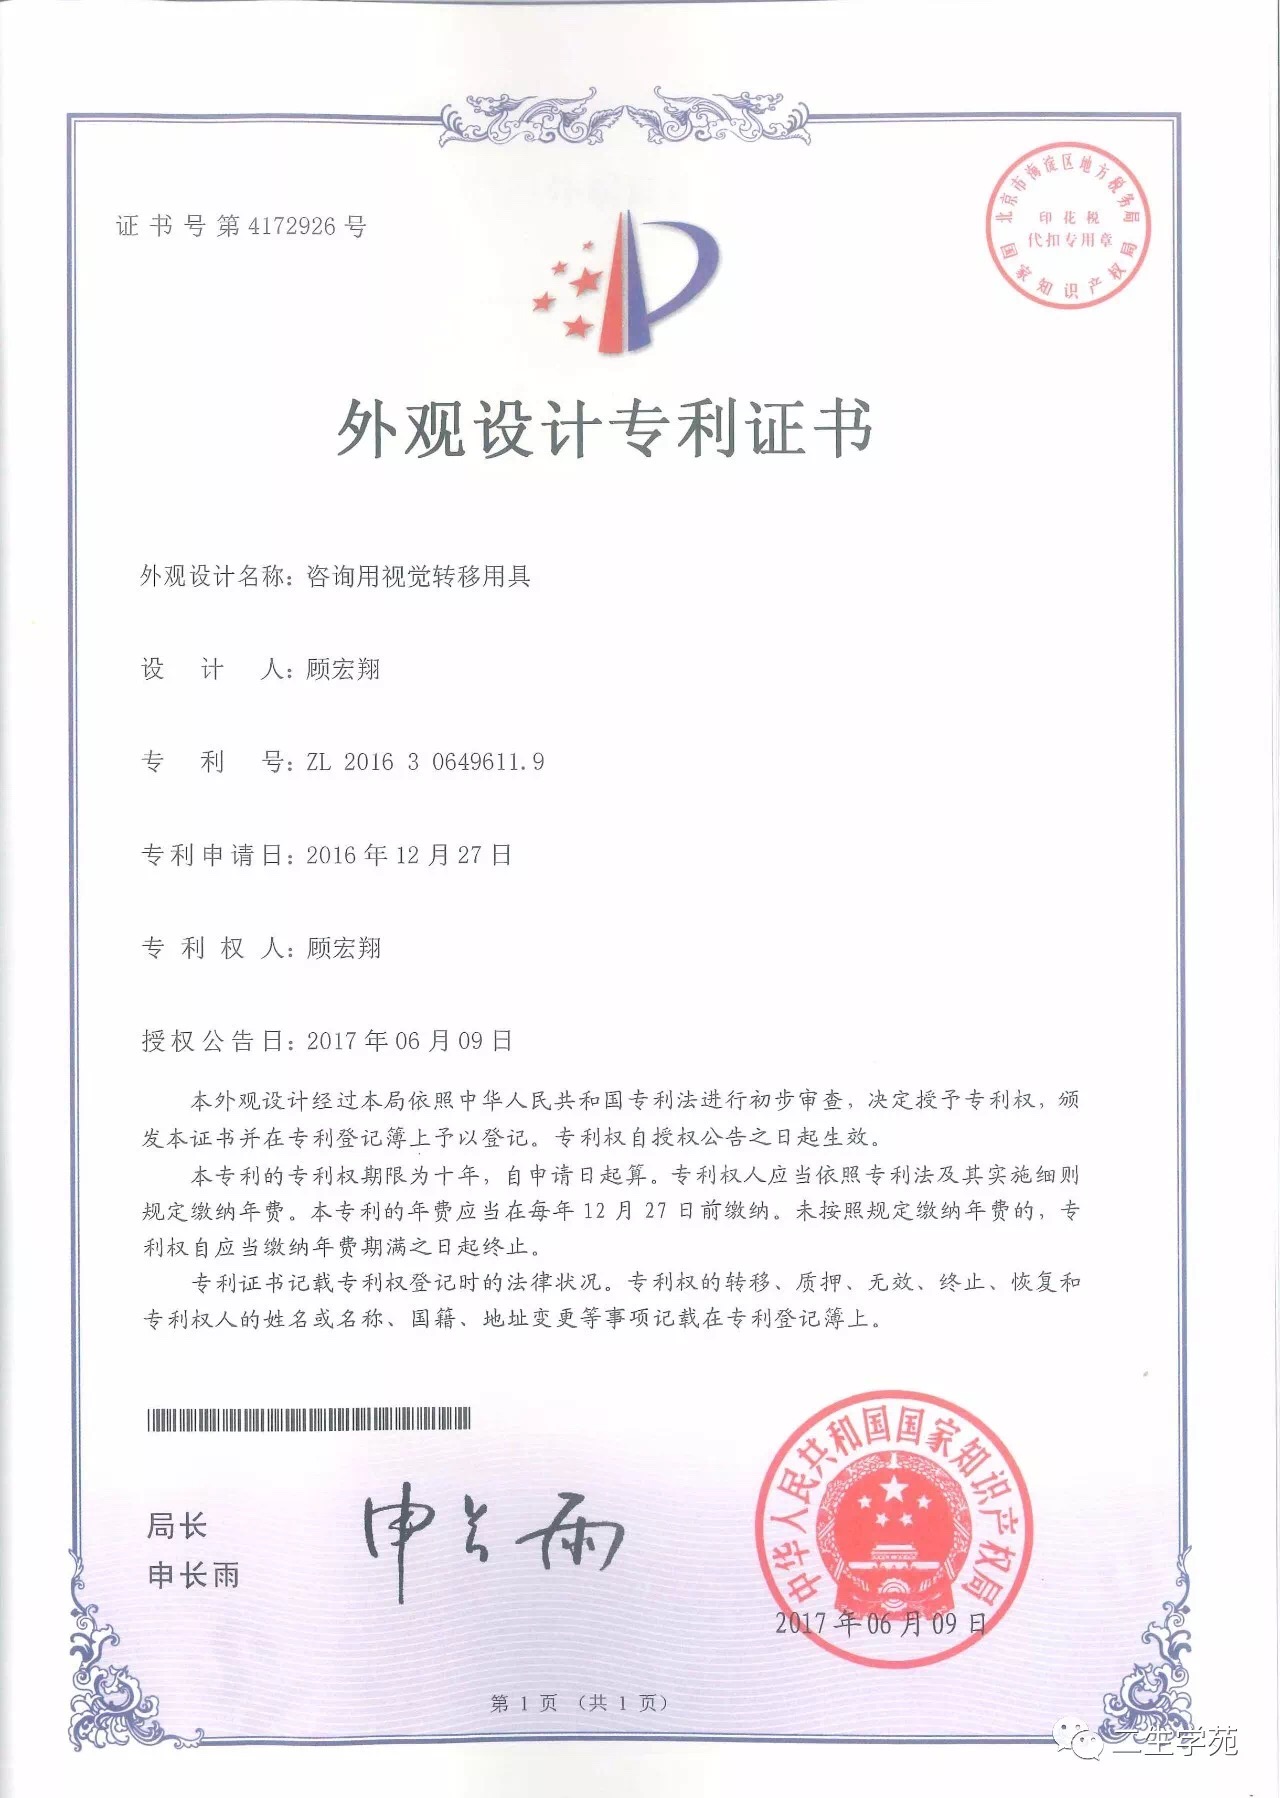 证书号第4172926号
北京市海淀区地方税务局
印花税
代扣专用章
国家知识产权局
外观设计专利证书
外观设计名称：咨询用视觉转移用具
设计人：顾宏翔
专利号：ZL 2016 3 0649611.9
专利申请日：2016年12月27日
专利权人：顾宏翔
授权公告日：2017年06月09日
本外观设计经过本局依照中华人民共和国专利法进行初步审查，决定授予专利权，颁
发本证书并在专利登记簿上予以登记。专利权自授权公告之日起生效。
本专利的专利权期限为十年，自申请日起算。专利权人应当依照专利法及其实施细则
规定缴纳年费。本专利的年费应当在每年12月27日前缴纳。未按照规定缴纳年费的，专
利权自应当缴纳年费期满之日起终止。
专利证书记载专利权登记时的法律状况。专利权的转移、质押、无效、终止、恢复和
专利权人的姓名或名称、国籍、地址变更等事项记载在专利登记簿上。
局长
申长雨
申长雨
中华人民共和国国家知识产权局
2017年06月09日
第1页（共1页）
二生学苑